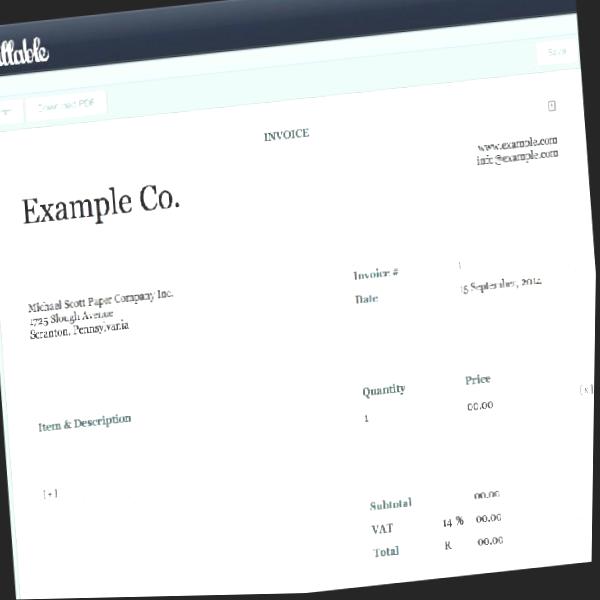 Download PDF
Save
INVOICE
www.example.com
info@example.com
Example Co.
Invoice # 1
Date 15 September, 2014
Michael Scott Paper Company Inc.
1725 Slough Avenue
Scranton, Pennsylvania
Item & Description Quantity Price
1 00.00
[x]
[+]
Subtotal 00.00
VAT 14 % 00.00
Total R 00.00